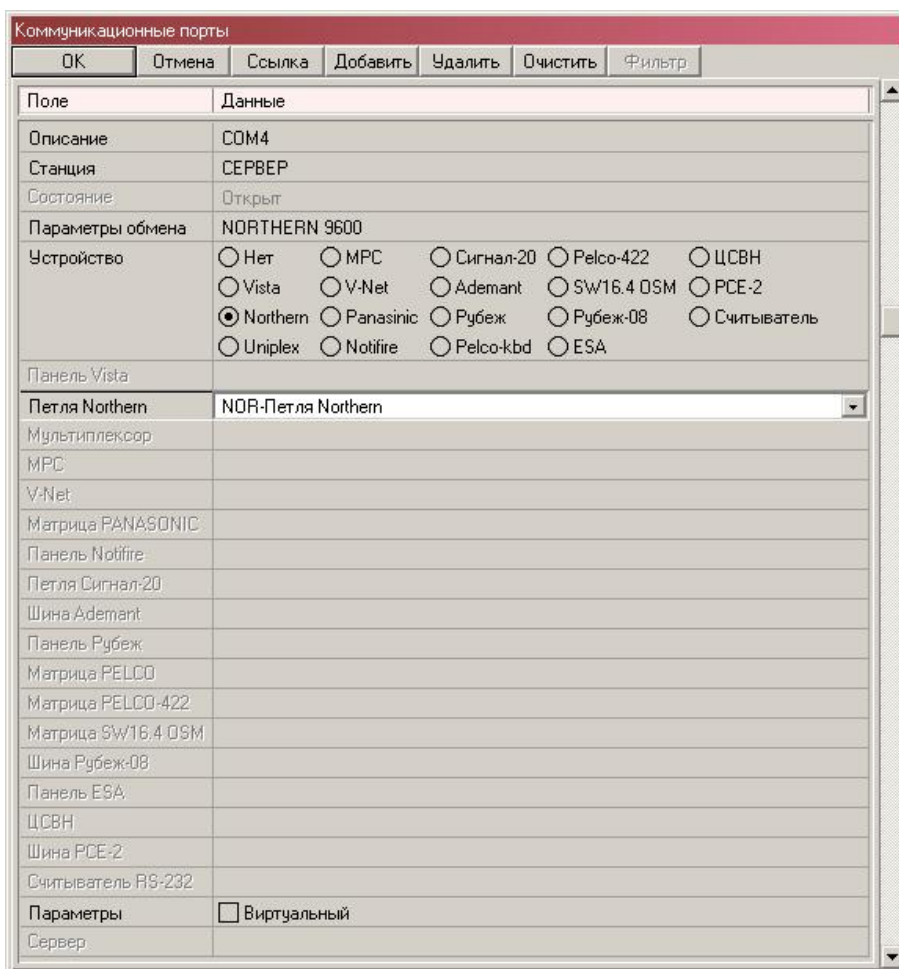 Коммуникационные порты
OK Отмена Ссылка Добавить Удалить Очистить Фильтр
Поле Данные
Описание COM4
Станция СЕРВЕР
Состояние Открыт
Параметры обмена NORTHERN 9600
Устройство Нет MPC Сигнал-20 Pelco-422 ЦСВН
Vista V-Net Ademant SW16.4 OSM PCE-2
Northern Panasinic Рубеж Рубеж-08 Считыватель
Uniplex Notifire Pelco-kbd ESA
Панель Vista
Петля Northern NOR-Петля Northern
Мультиплексор
MPC
V-Net
Матрица PANASONIC
Панель Notifire
Петля Сигнал-20
Шина Ademant
Панель Рубеж
Матрица PELCO
Матрица PELCO-422
Матрица SW16.4 OSM
Шина Рубеж-08
Панель ESA
ЦСВН
Шина PCE-2
Считыватель RS-232
Параметры Виртуальный
Сервер